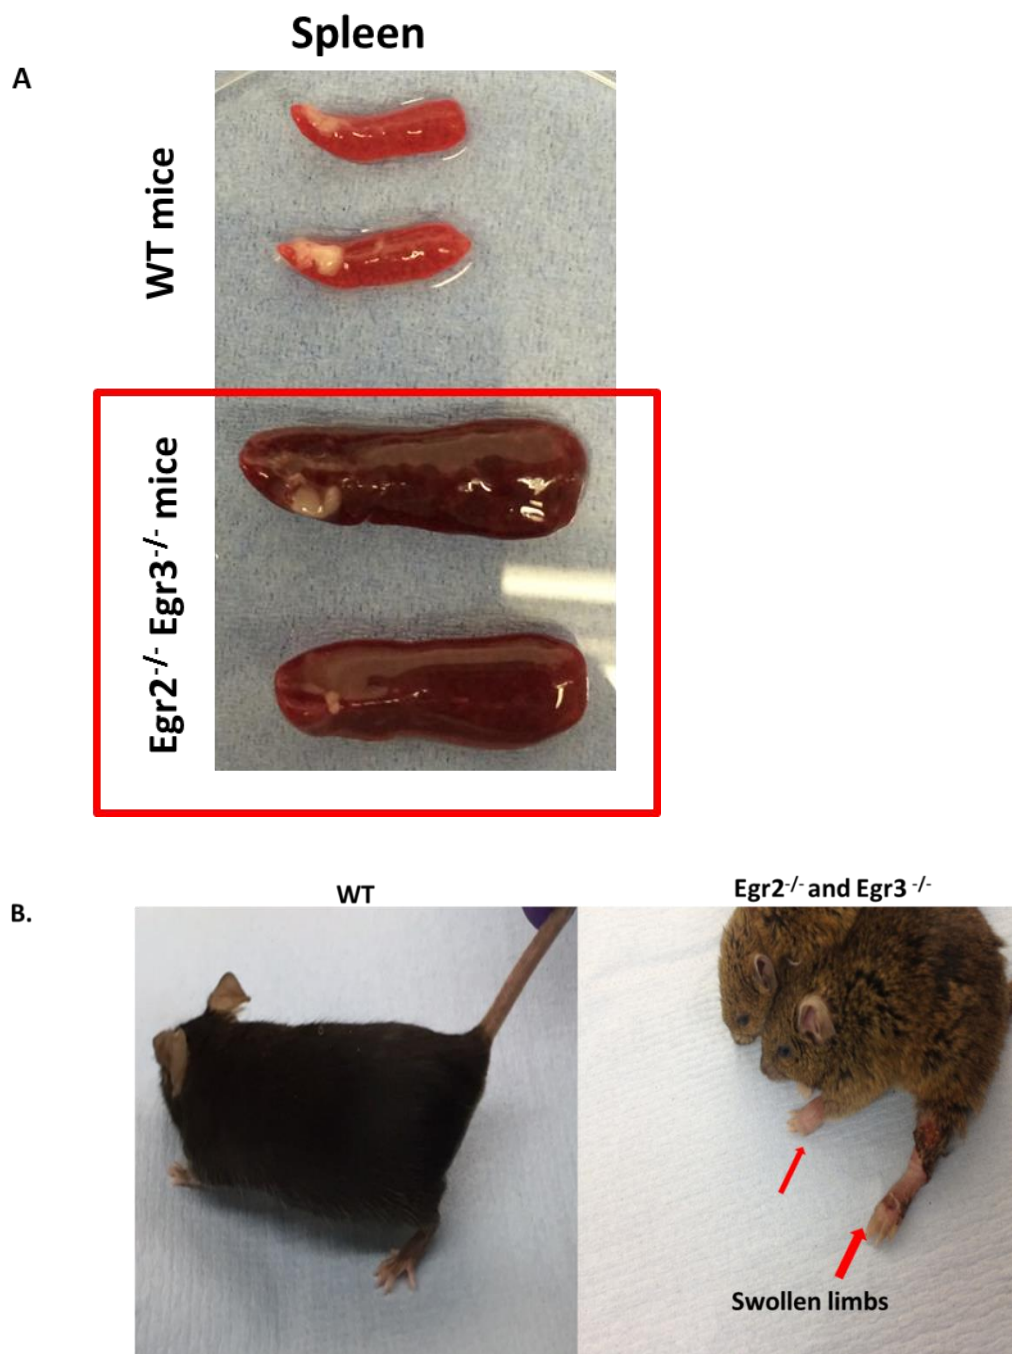 Spleen
A
WT mice
Egr2⁻/⁻ Egr3⁻/⁻ mice
B.
WT
Egr2⁻/⁻ and Egr3 ⁻/⁻
Swollen limbs